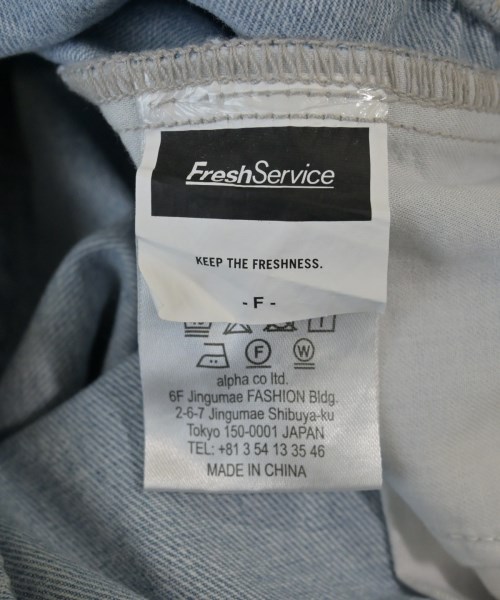 FreshService
KEEP THE FRESHNESS.
- F -
F W
alpha co ltd.
6F Jingumae FASHION Bldg.
2-6-7 Jingumae Shibuya-ku
Tokyo 150-0001 JAPAN
TEL: +81 3 54 13 35 46
MADE IN CHINA